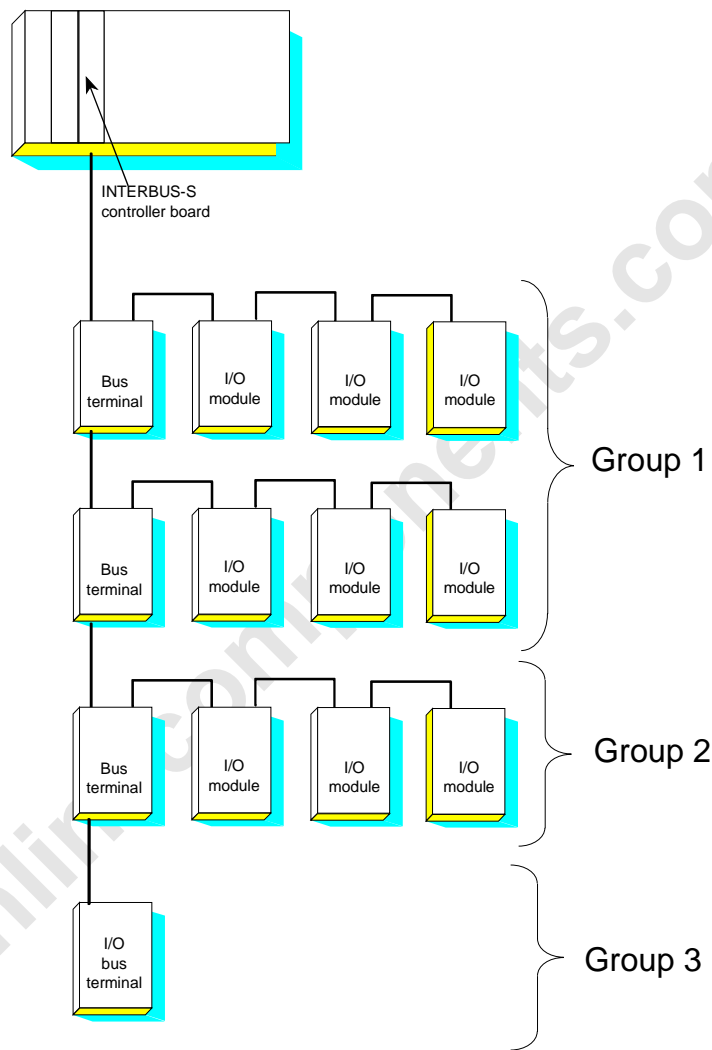 INTERBUS-S
controller board
Bus
terminal
I/O
module
I/O
module
I/O
module
Group 1
Bus
terminal
I/O
module
I/O
module
I/O
module
Bus
terminal
I/O
module
I/O
module
I/O
module
Group 2
I/O
bus
terminal
Group 3